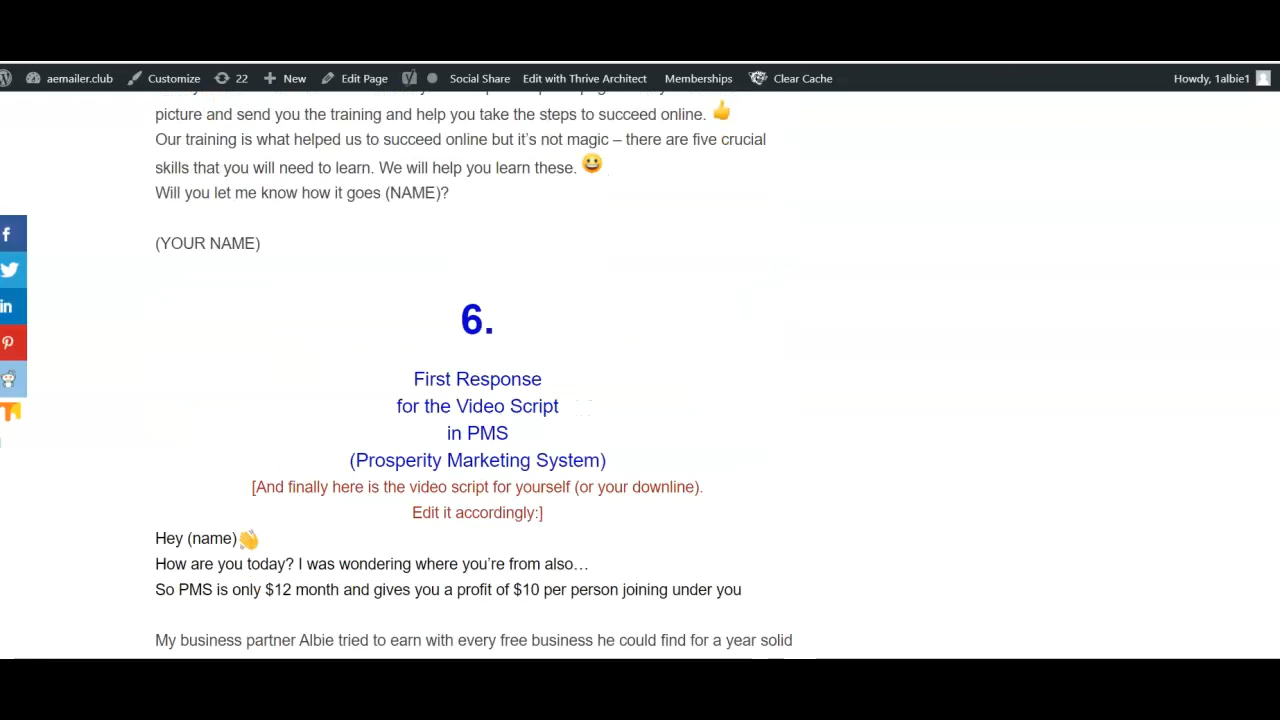 aemailer.club Customize 22 New Edit Page Social Share Edit with Thrive Architect Memberships Clear Cache Howdy, 1albie1
picture and send you the training and help you take the steps to succeed online.
Our training is what helped us to succeed online but it's not magic – there are five crucial
skills that you will need to learn. We will help you learn these.
Will you let me know how it goes (NAME)?
(YOUR NAME)
6.
First Response
for the Video Script
in PMS
(Prosperity Marketing System)
[And finally here is the video script for yourself (or your downline).
Edit it accordingly:]
Hey (name)
How are you today? I was wondering where you're from also…
So PMS is only $12 month and gives you a profit of $10 per person joining under you
My business partner Albie tried to earn with every free business he could find for a year solid